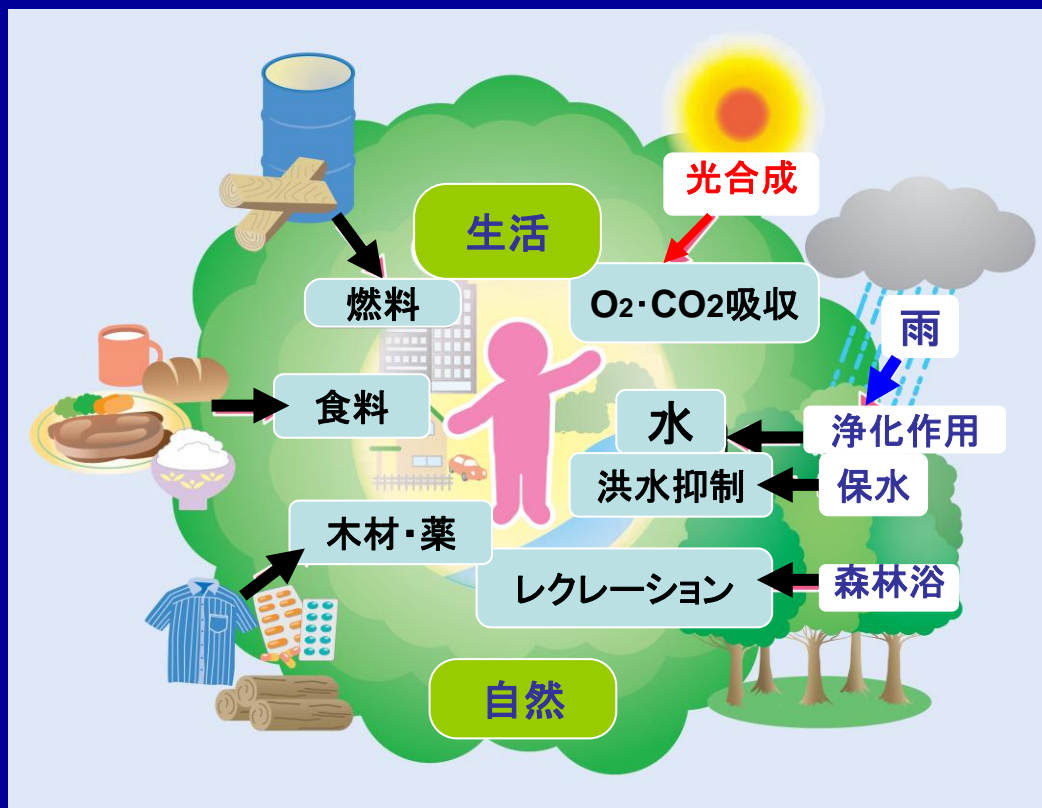 光合成
生活
燃料
O2・CO2吸収
雨
食料
水
浄化作用
洪水抑制
保水
木材・薬
レクレーション
森林浴
自然